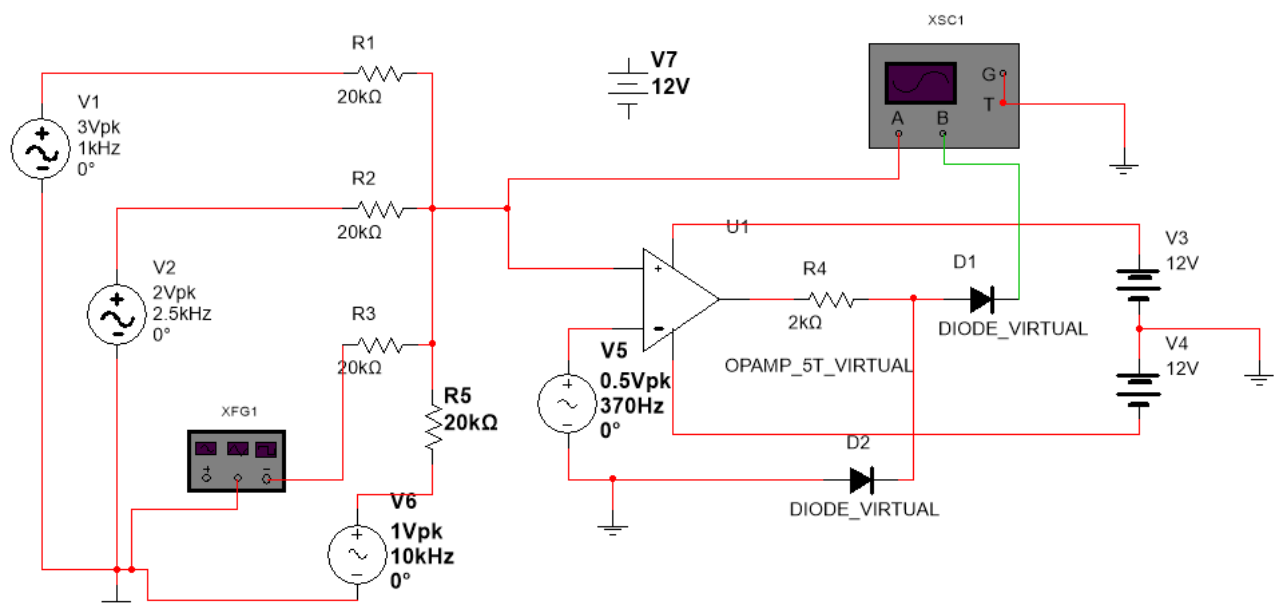 XSC1
G
T
A
B
R1
20kΩ
V7
12V
V1
3Vpk
1kHz
0°
R2
20kΩ
U1
V3
12V
V2
2Vpk
2.5kHz
0°
R4
2kΩ
D1
DIODE_VIRTUAL
R3
20kΩ
V5
0.5Vpk
370Hz
0°
OPAMP_5T_VIRTUAL
V4
12V
R5
20kΩ
XFG1
D2
DIODE_VIRTUAL
V6
1Vpk
10kHz
0°